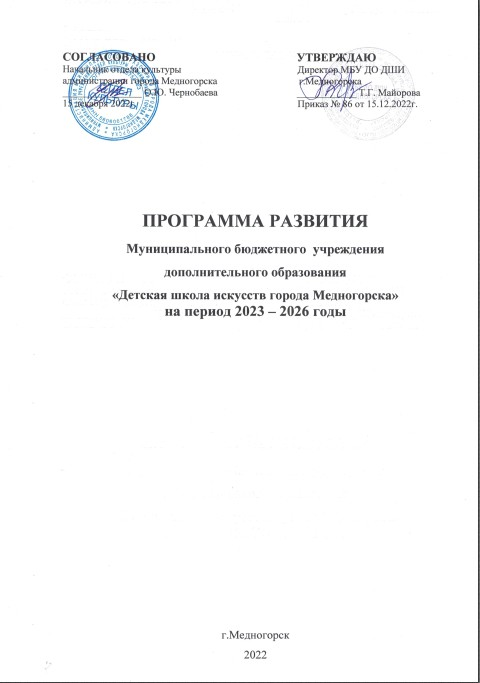 СОГЛАСОВАНО
Начальник отдела культуры
администрации города Медногорска
О.Ю. Чернобаева
15 декабря 2022г.
УТВЕРЖДАЮ
Директор МБУ ДО ДШИ
г.Медногорска
Т.Г. Майорова
Приказ № 86 от 15.12.2022г.
ПРОГРАММА РАЗВИТИЯ
Муниципального бюджетного учреждения
дополнительного образования
«Детская школа искусств города Медногорска»
на период 2023 – 2026 годы
г.Медногорск
2022